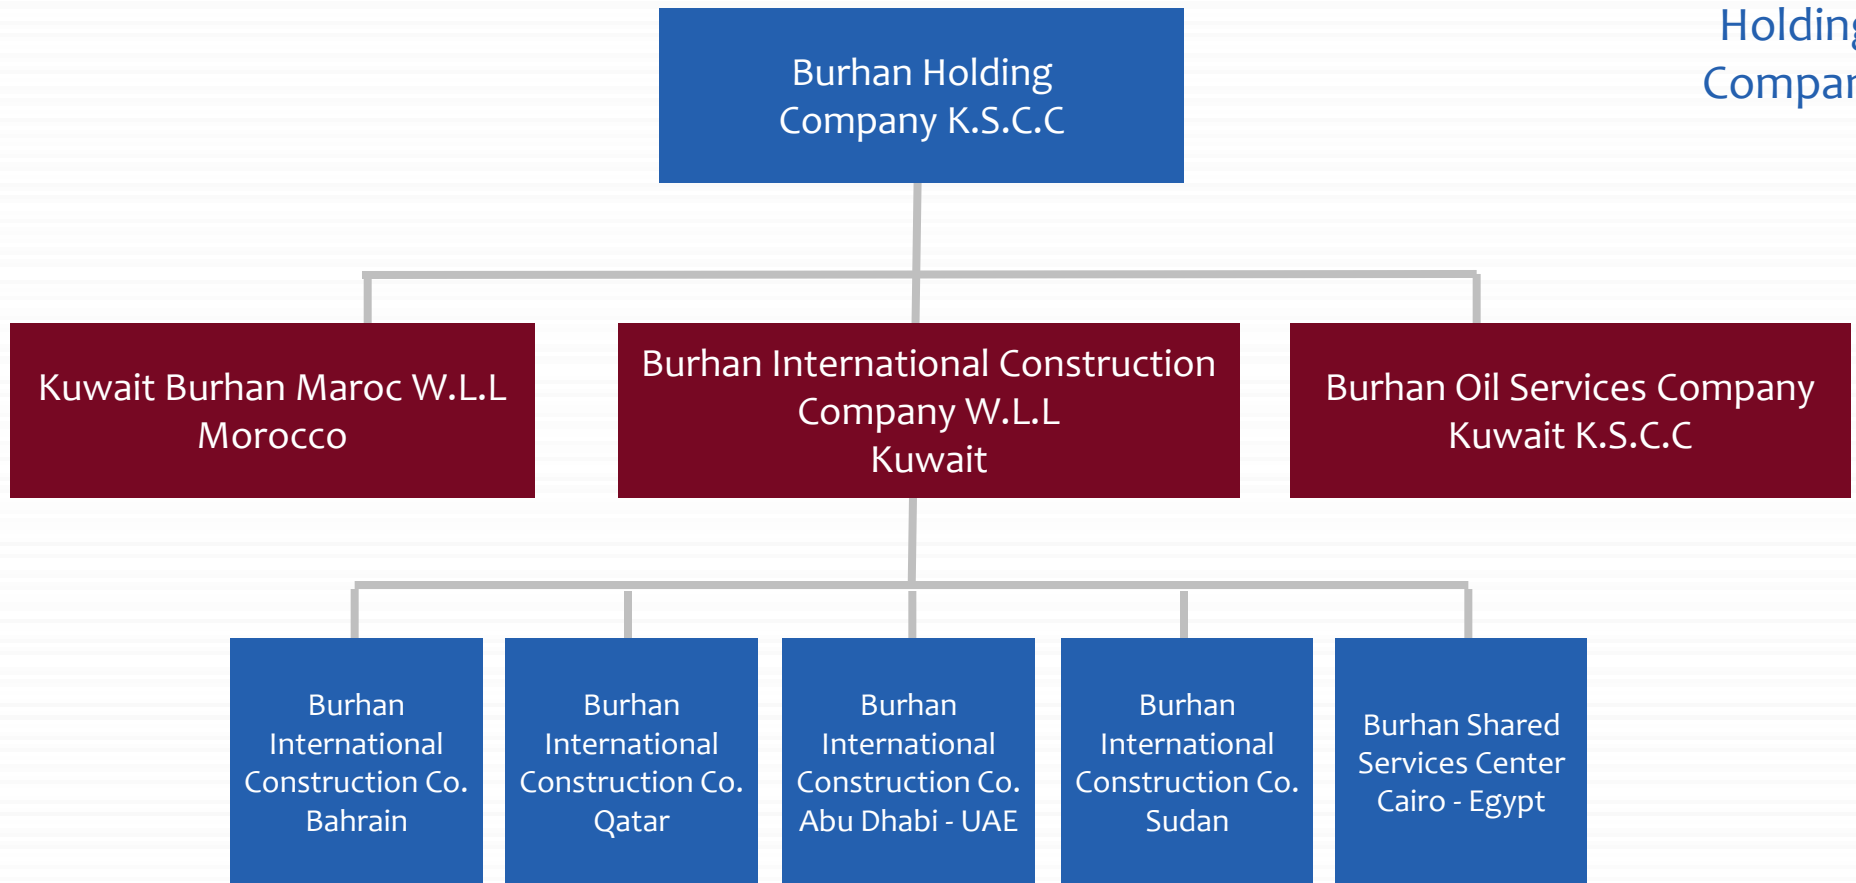 Holding
Company
Burhan Holding
Company K.S.C.C
Kuwait Burhan Maroc W.L.L
Morocco
Burhan International Construction
Company W.L.L
Kuwait
Burhan Oil Services Company
Kuwait K.S.C.C
Burhan
International
Construction Co.
Bahrain
Burhan
International
Construction Co.
Qatar
Burhan
International
Construction Co.
Abu Dhabi - UAE
Burhan
International
Construction Co.
Sudan
Burhan Shared
Services Center
Cairo - Egypt